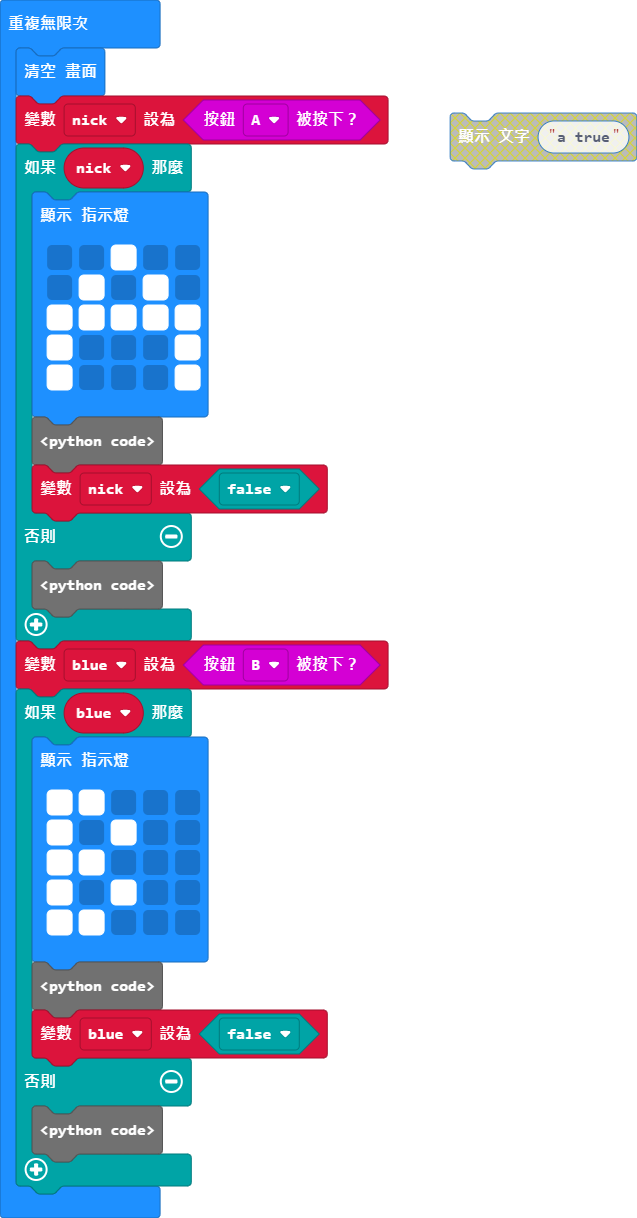 重複無限次
清空 畫面
變數 nick 設為 按鈕 A 被按下？
顯示 文字 "a true"
如果 nick 那麼
顯示 指示燈
<python code>
變數 nick 設為 false
否則
<python code>
變數 blue 設為 按鈕 B 被按下？
如果 blue 那麼
顯示 指示燈
<python code>
變數 blue 設為 false
否則
<python code>